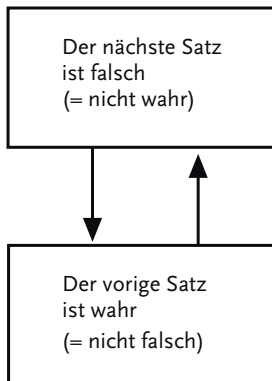 Der nächste Satz
ist falsch
(= nicht wahr)
Der vorige Satz
ist wahr
(= nicht falsch)